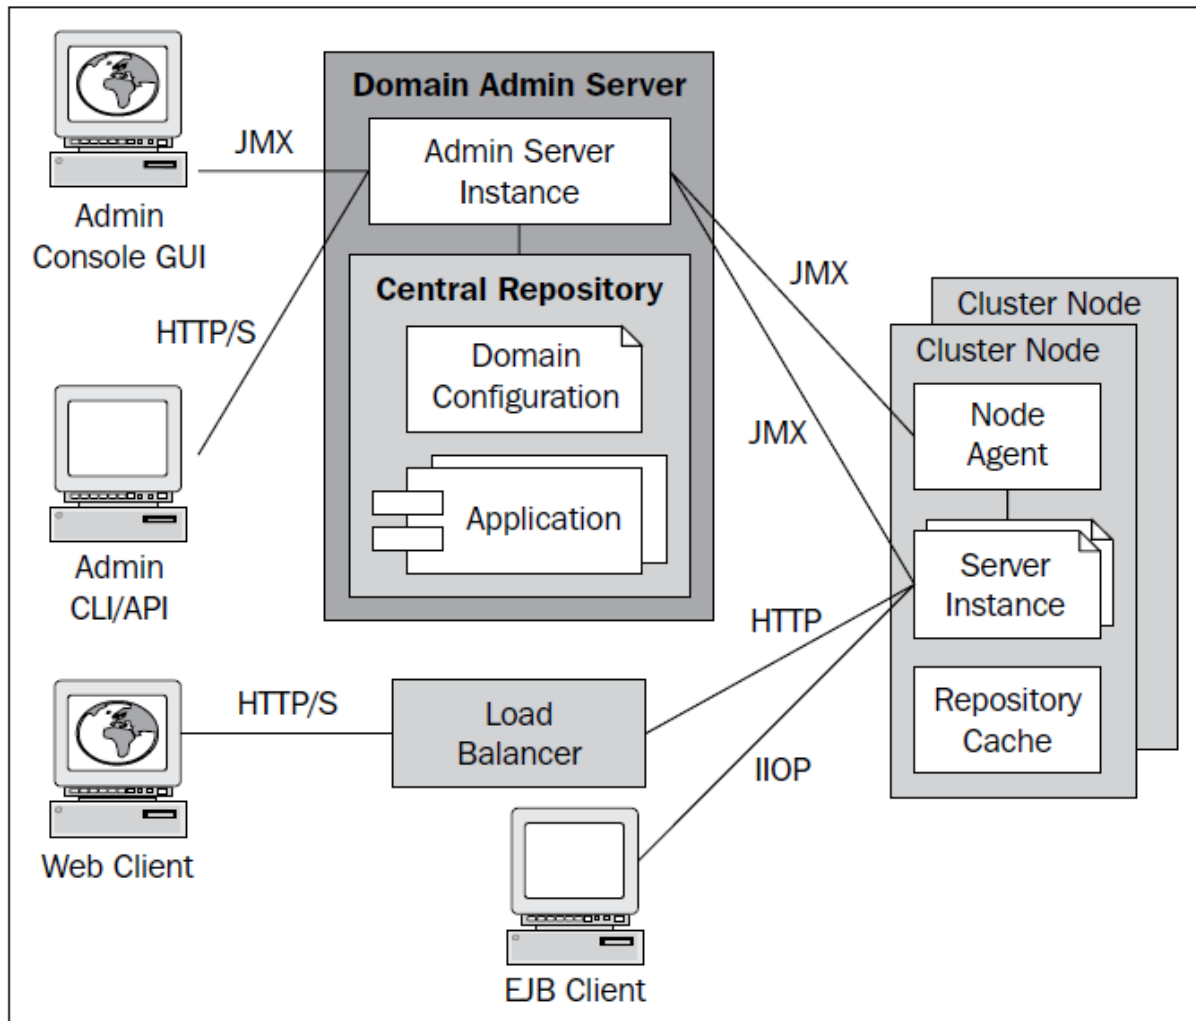 Domain Admin Server
JMX
Admin Server
Instance
Admin
Console GUI
Central Repository
JMX
Cluster Node
HTTP/S
Domain
Configuration
Cluster Node
JMX
Node
Agent
Application
Server
Instance
Admin
CLI/API
HTTP
HTTP/S
Load
Balancer
Repository
Cache
IIOP
Web Client
EJB Client